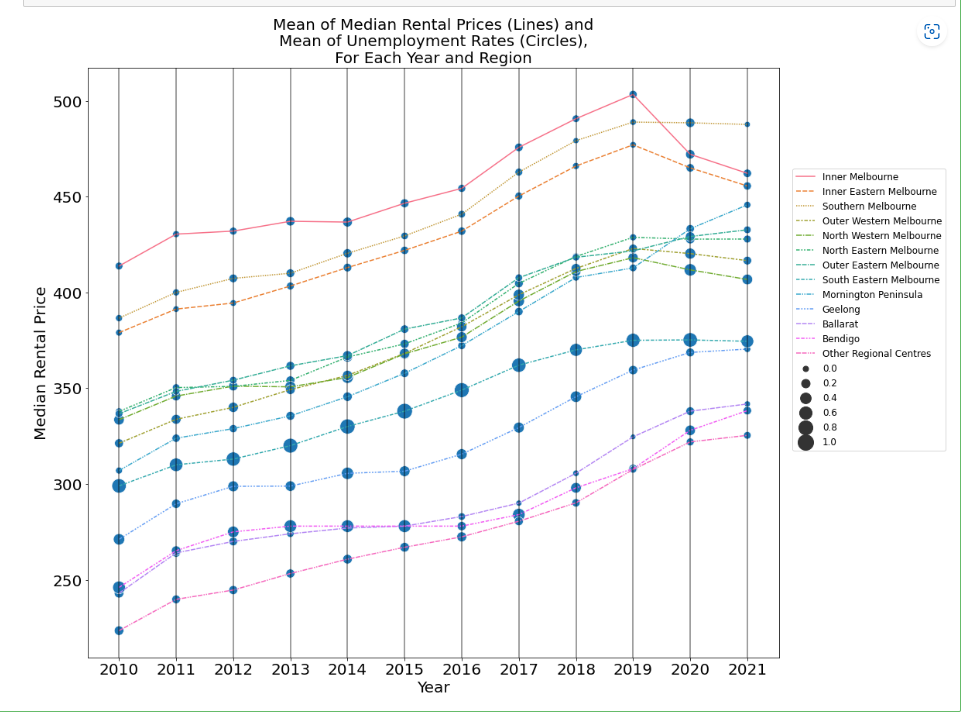 Mean of Median Rental Prices (Lines) and
Mean of Unemployment Rates (Circles),
For Each Year and Region
500
450
400
350
300
250
Median Rental Price
2010 2011 2012 2013 2014 2015 2016 2017 2018 2019 2020 2021
Year
Inner Melbourne
Inner Eastern Melbourne
Southern Melbourne
Outer Western Melbourne
North Western Melbourne
North Eastern Melbourne
Outer Eastern Melbourne
South Eastern Melbourne
Mornington Peninsula
Geelong
Ballarat
Bendigo
Other Regional Centres
0.0
0.2
0.4
0.6
0.8
1.0